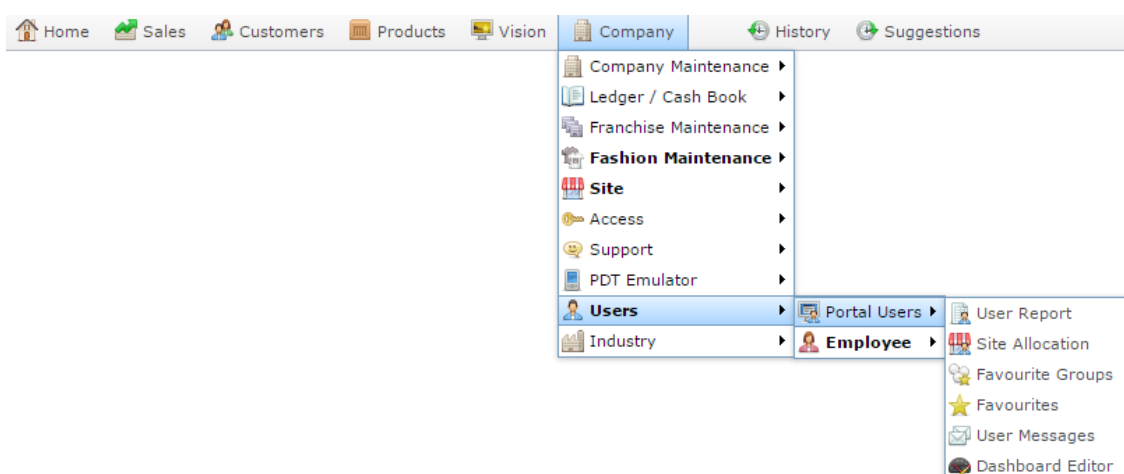 Home Sales Customers Products Vision Company History Suggestions
Company Maintenance
Ledger / Cash Book
Franchise Maintenance
Fashion Maintenance
Site
Access
Support
PDT Emulator
Users Portal Users User Report
Industry Employee Site Allocation
Favourite Groups
Favourites
User Messages
Dashboard Editor